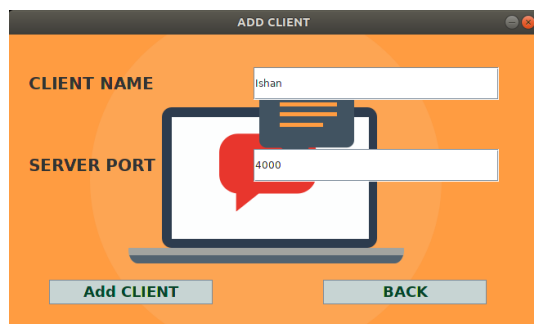 ADD CLIENT
CLIENT NAME
Ishan
SERVER PORT
4000
Add CLIENT
BACK